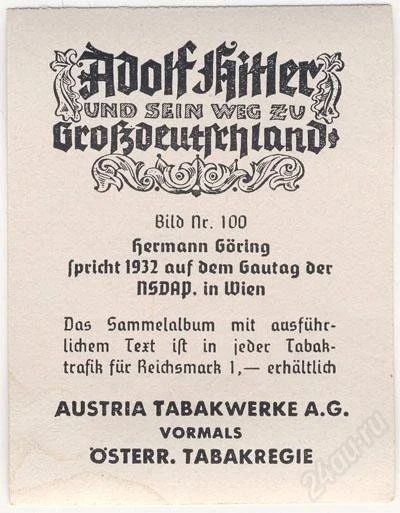 Adolf Hitler
UND SEIN WEG ZU
Großdeutschland
Bild Nr. 100
Hermann Göring
spricht 1932 auf dem Gautag der
NSDAP. in Wien
Das Sammelalbum mit ausführ-
lichem Text ist in jeder Tabak-
trafik für Reichsmark 1,— erhältlich
AUSTRIA TABAKWERKE A.G.
VORMALS
ÖSTERR. TABAKREGIE
24au.ru